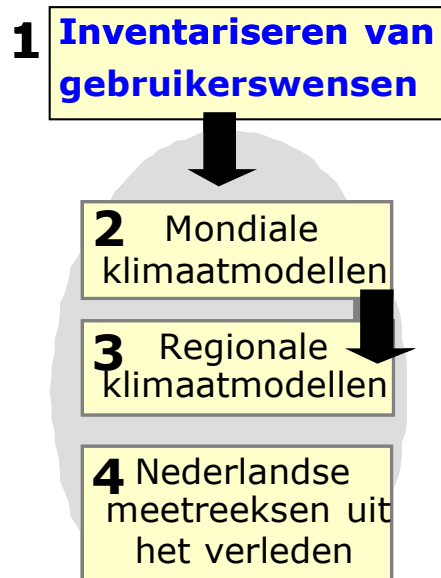 1 Inventariseren van
gebruikerswensen
2 Mondiale
klimaatmodellen
3 Regionale
klimaatmodellen
4 Nederlandse
meetreeksen uit
het verleden